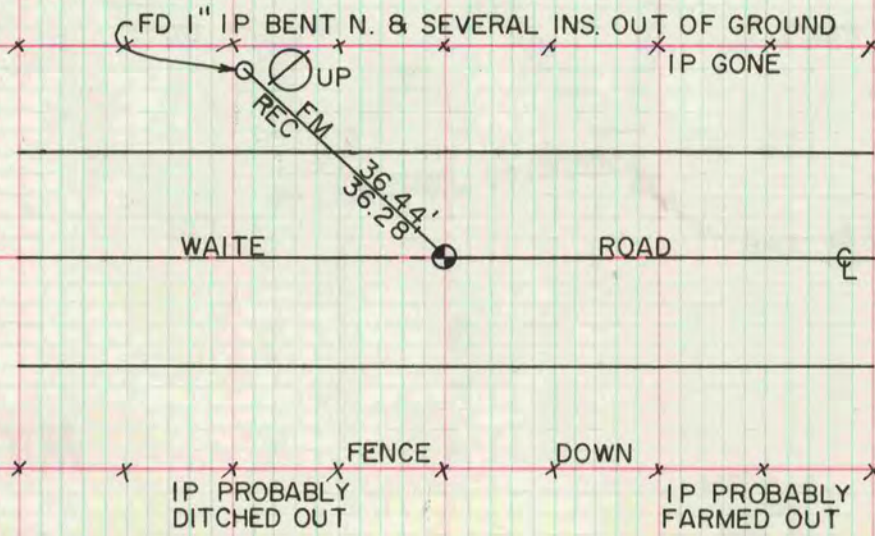 FD 1" IP BENT N. & SEVERAL INS. OUT OF GROUND
IP GONE
UP
REC FM 36.44'
36.28'
WAITE ROAD
℄
FENCE DOWN
IP PROBABLY
DITCHED OUT
IP PROBABLY
FARMED OUT